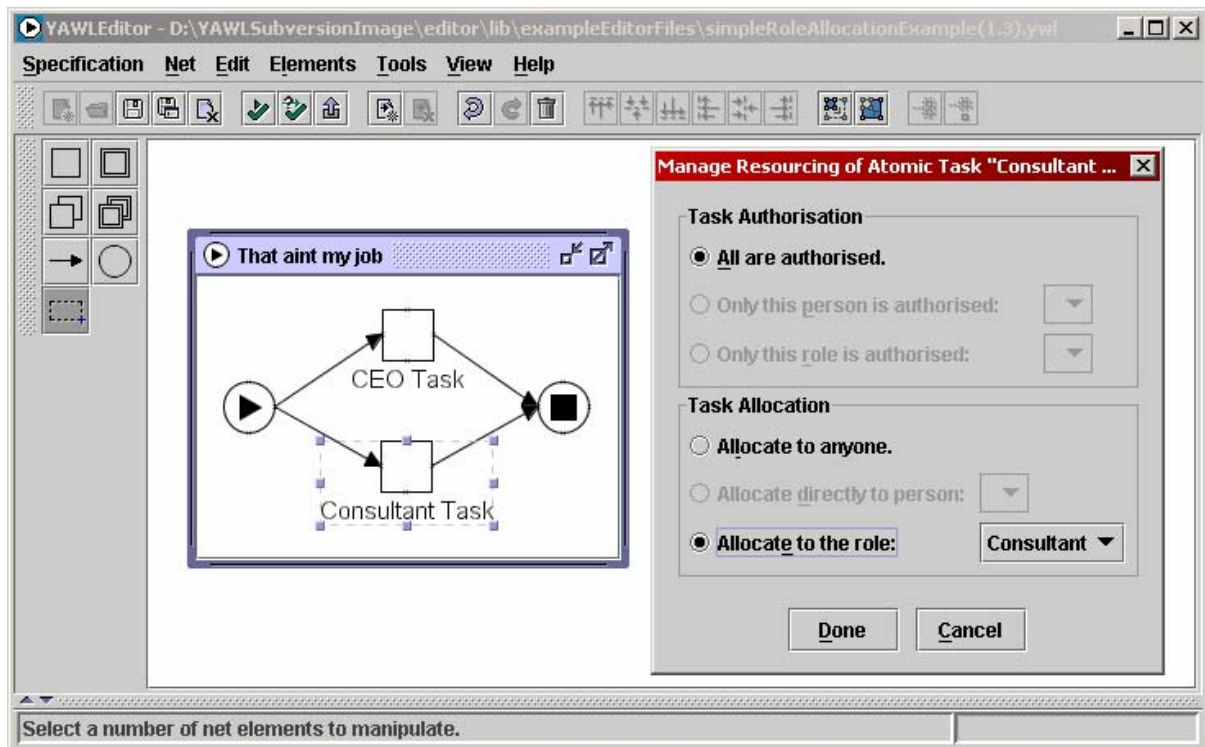 YAWLEditor - D:\YAWLSubversionImage\editor\lib\exampleEditorFiles\simpleRoleAllocationExample(1.3).ywl
Specification Net Edit Elements Tools View Help
Manage Resourcing of Atomic Task "Consultant ...
Task Authorisation
All are authorised.
Only this person is authorised:
Only this role is authorised:
Task Allocation
Allocate to anyone.
Allocate directly to person:
Allocate to the role: Consultant
Done Cancel
That aint my job
CEO Task
Consultant Task
Select a number of net elements to manipulate.